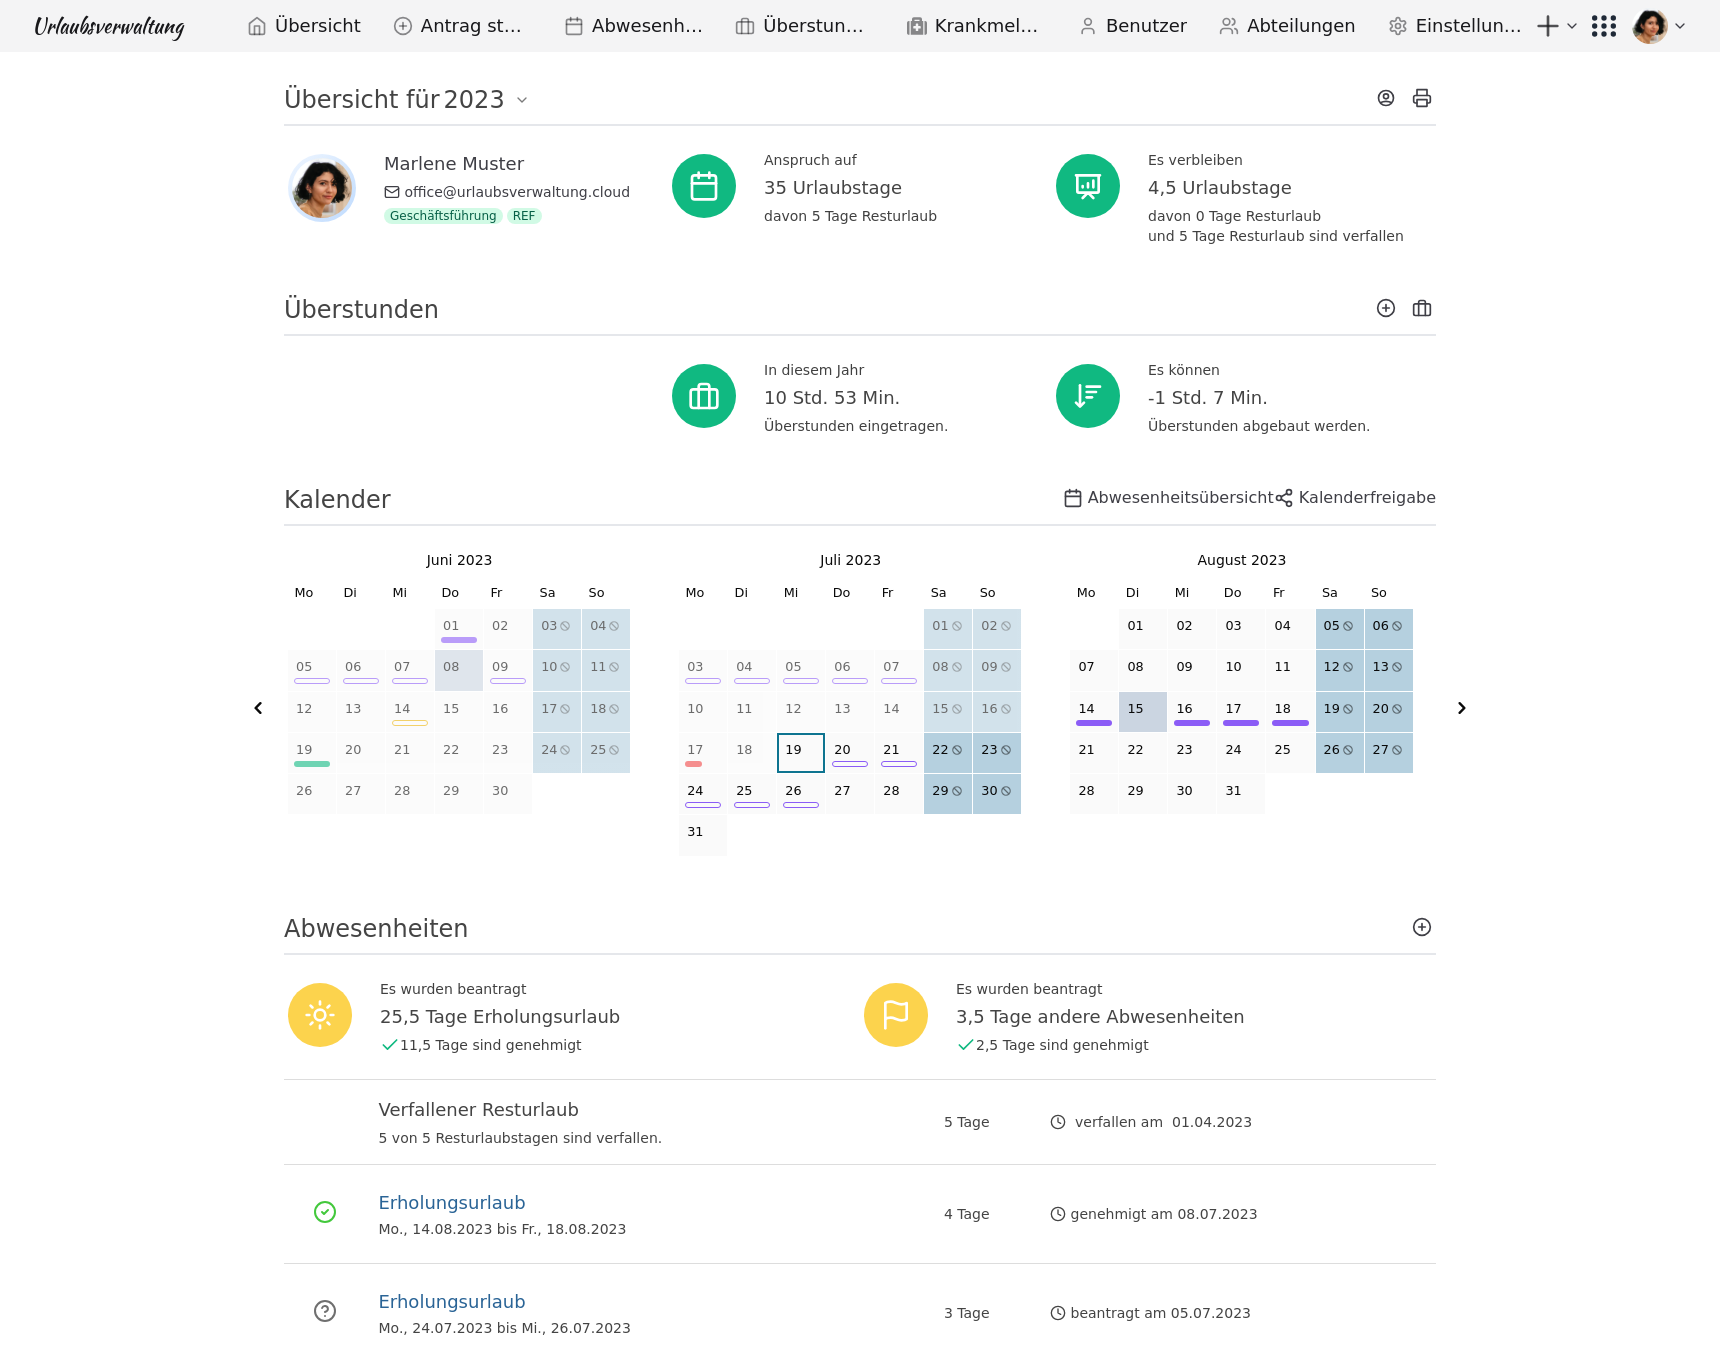 Urlaubsverwaltung Übersicht Antrag st… Abwesenh… Überstun… Krankmel… Benutzer Abteilungen Einstellun…
Übersicht für 2023
Marlene Muster
office@urlaubsverwaltung.cloud
Geschäftsführung REF
Anspruch auf
35 Urlaubstage
davon 5 Tage Resturlaub
Es verbleiben
4,5 Urlaubstage
davon 0 Tage Resturlaub
und 5 Tage Resturlaub sind verfallen
Überstunden
In diesem Jahr
10 Std. 53 Min.
Überstunden eingetragen.
Es können
-1 Std. 7 Min.
Überstunden abgebaut werden.
Kalender Abwesenheitsübersicht Kalenderfreigabe
Juni 2023
Mo Di Mi Do Fr Sa So
01 02 03 04
05 06 07 08 09 10 11
12 13 14 15 16 17 18
19 20 21 22 23 24 25
26 27 28 29 30
Juli 2023
Mo Di Mi Do Fr Sa So
01 02
03 04 05 06 07 08 09
10 11 12 13 14 15 16
17 18 19 20 21 22 23
24 25 26 27 28 29 30
31
August 2023
Mo Di Mi Do Fr Sa So
01 02 03 04 05 06
07 08 09 10 11 12 13
14 15 16 17 18 19 20
21 22 23 24 25 26 27
28 29 30 31
Abwesenheiten
Es wurden beantragt
25,5 Tage Erholungsurlaub
11,5 Tage sind genehmigt
Es wurden beantragt
3,5 Tage andere Abwesenheiten
2,5 Tage sind genehmigt
Verfallener Resturlaub
5 von 5 Resturlaubstagen sind verfallen.
5 Tage verfallen am 01.04.2023
Erholungsurlaub
Mo., 14.08.2023 bis Fr., 18.08.2023
4 Tage genehmigt am 08.07.2023
Erholungsurlaub
Mo., 24.07.2023 bis Mi., 26.07.2023
3 Tage beantragt am 05.07.2023